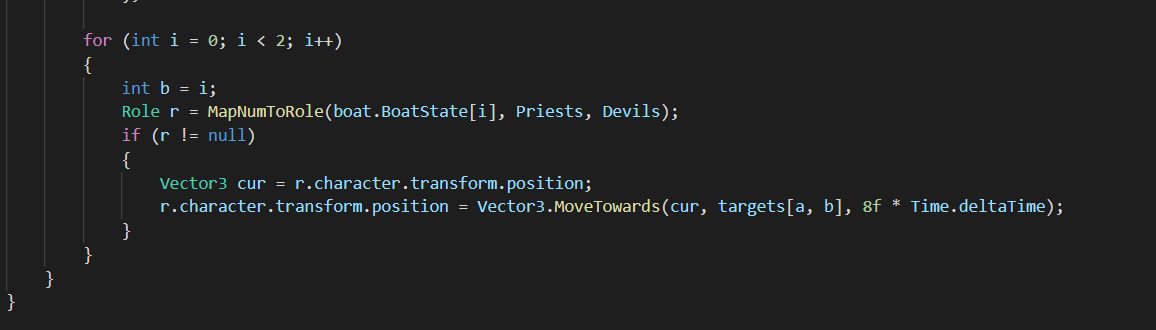 for (int i = 0; i < 2; i++)
{
int b = i;
Role r = MapNumToRole(boat.BoatState[i], Priests, Devils);
if (r != null)
{
Vector3 cur = r.character.transform.position;
r.character.transform.position = Vector3.MoveTowards(cur, targets[a, b], 8f * Time.deltaTime);
}
}
}
}